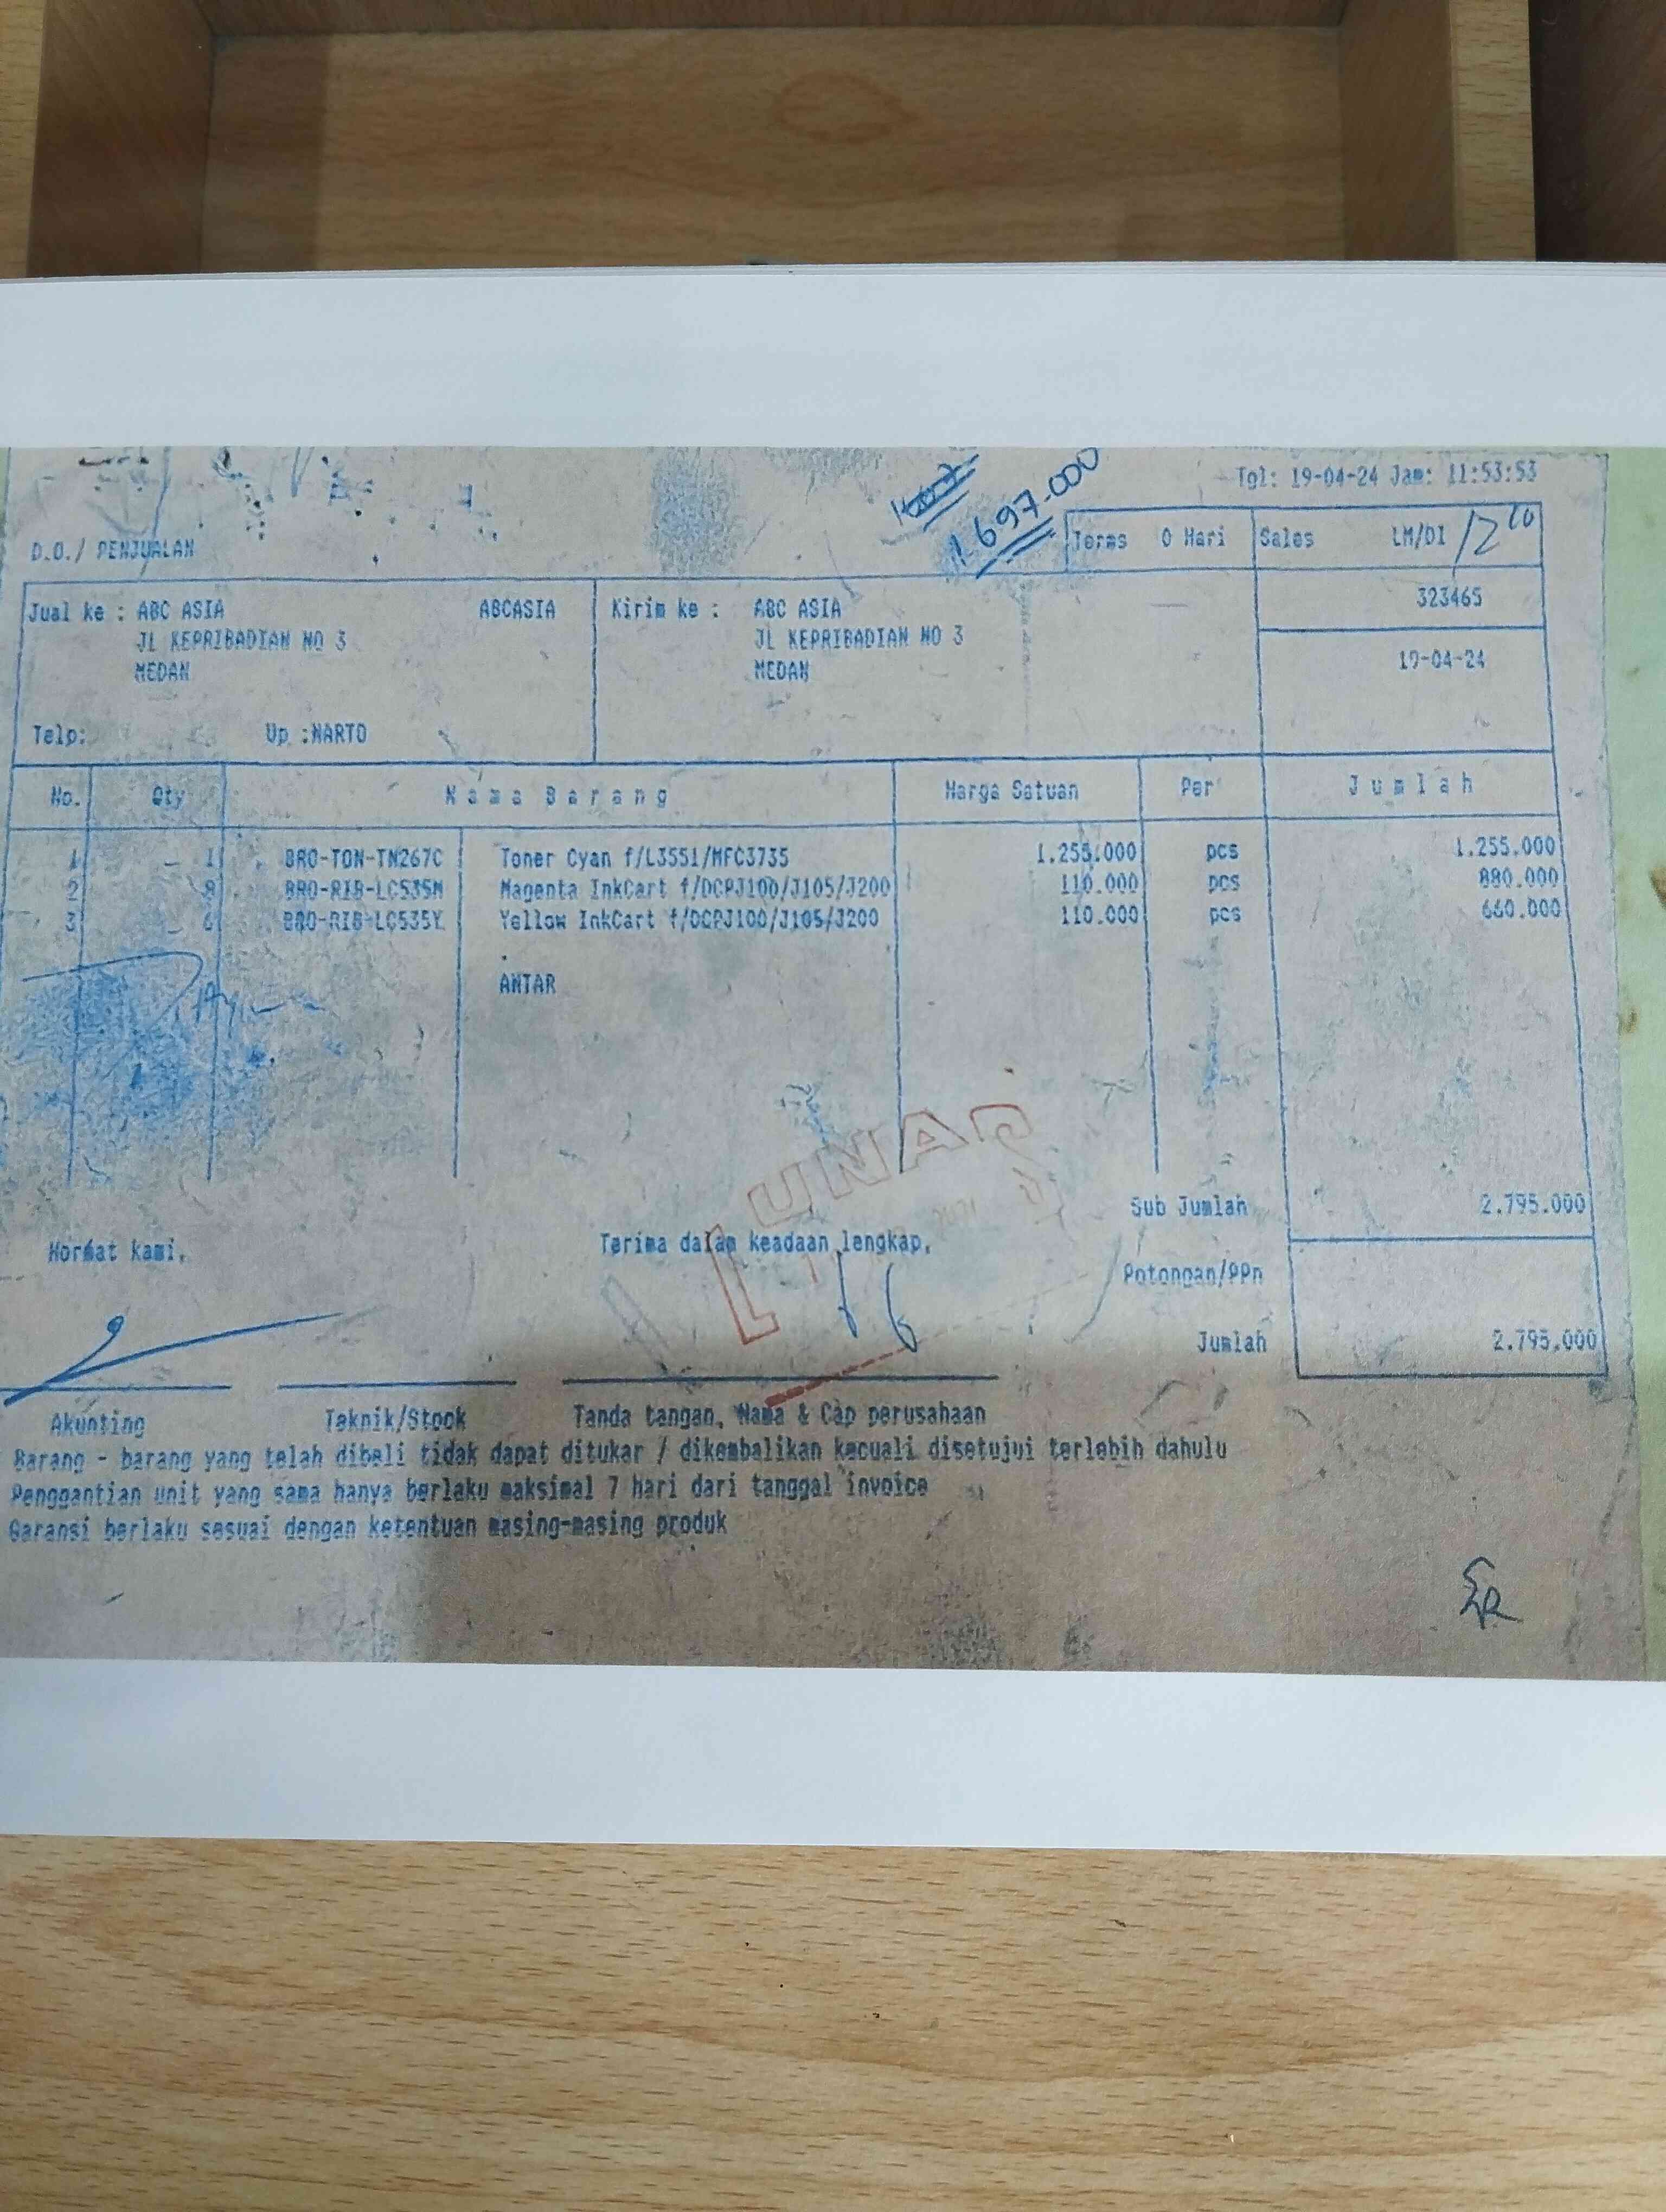 Tgl: 19-04-24 Jam: 11:53:53
1.697.000
D.O./ PENJUALAN
Terms 0 Hari Sales LM/DI
Jual ke : ABC ASIA ABCASIA Kirim ke : ABC ASIA 323465
JL KEPRIBADIAN NO 3 JL KEPRIBADIAN NO 3
MEDAN MEDAN 19-04-24
Telp: Up :NARTO
No. Qty Nama Barang Harga Satuan Per Jumlah
1 1 BRO-TON-TN267C Toner Cyan f/L3551/MFC3735 1.255.000 pcs 1.255.000
2 8 BRO-RIB-LC535M Magenta InkCart f/DCPJ100/J105/J200 110.000 pcs 880.000
3 6 BRO-RIB-LC535Y Yellow InkCart f/DCPJ100/J105/J200 110.000 pcs 660.000
.
ANTAR
LUNAS
Sub Jumlah 2.795.000
Hormat kami, Terima dalam keadaan lengkap,
Potongan/PPn
Jumlah 2.795.000
Akunting Teknik/Stock Tanda tangan, Nama & Cap perusahaan
Barang - barang yang telah dibeli tidak dapat ditukar / dikembalikan kecuali disetujui terlebih dahulu
Penggantian unit yang sama hanya berlaku maksimal 7 hari dari tanggal invoice
Garansi berlaku sesuai dengan ketentuan masing-masing produk